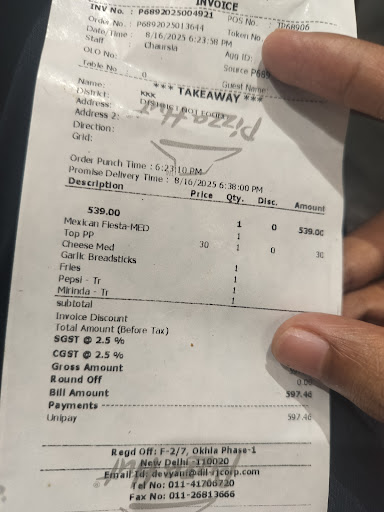 INVOICE
INV No. : P6892025004921 POS No.
Order No. : P6892025013644 Token No.
Date/Time : 8/16/2025 6:23:58 PM
Staff Chaursia Agg ID:
OLO No: Source P689
Table No 0 Guest Name
*** TAKEAWAY ***
Name: KKK
District:
Address:
Address 2:
Pizza Hut
Direction:
Grid:
Order Punch Time : 6:23:10 PM
Promise Delivery Time : 8/16/2025 6:38:00 PM
Description Price Qty. Disc. Amount
539.00
Mexican Fiesta-MED 1 0 539.00
Top PP 1
Cheese Med 30 1 0 30
Garlic Breadsticks
Fries 1
Pepsi - Tr 1
Mirinda - Tr 1
subtotal 1
Invoice Discount
Total Amount (Before Tax)
SGST @ 2.5 %
CGST @ 2.5 %
Gross Amount
Round Off 0.00
Bill Amount 597.46
Payments
Unipay 597.46
Regd Off: F-2/7, Okhla Phase-1
New Delhi -110020
Tel No: 011-41706720
Fax No: 011-26813666